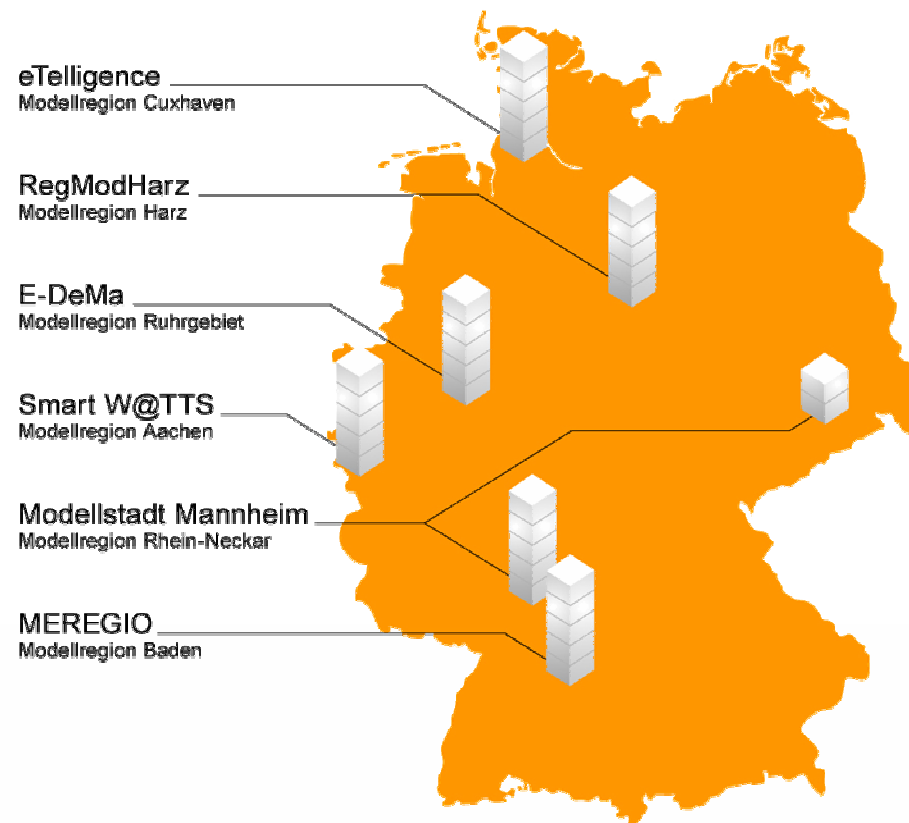 eTelligence
Modellregion Cuxhaven
RegModHarz
Modellregion Harz
E-DeMa
Modellregion Ruhrgebiet
Smart W@TTS
Modellregion Aachen
Modellstadt Mannheim
Modellregion Rhein-Neckar
MEREGIO
Modellregion Baden